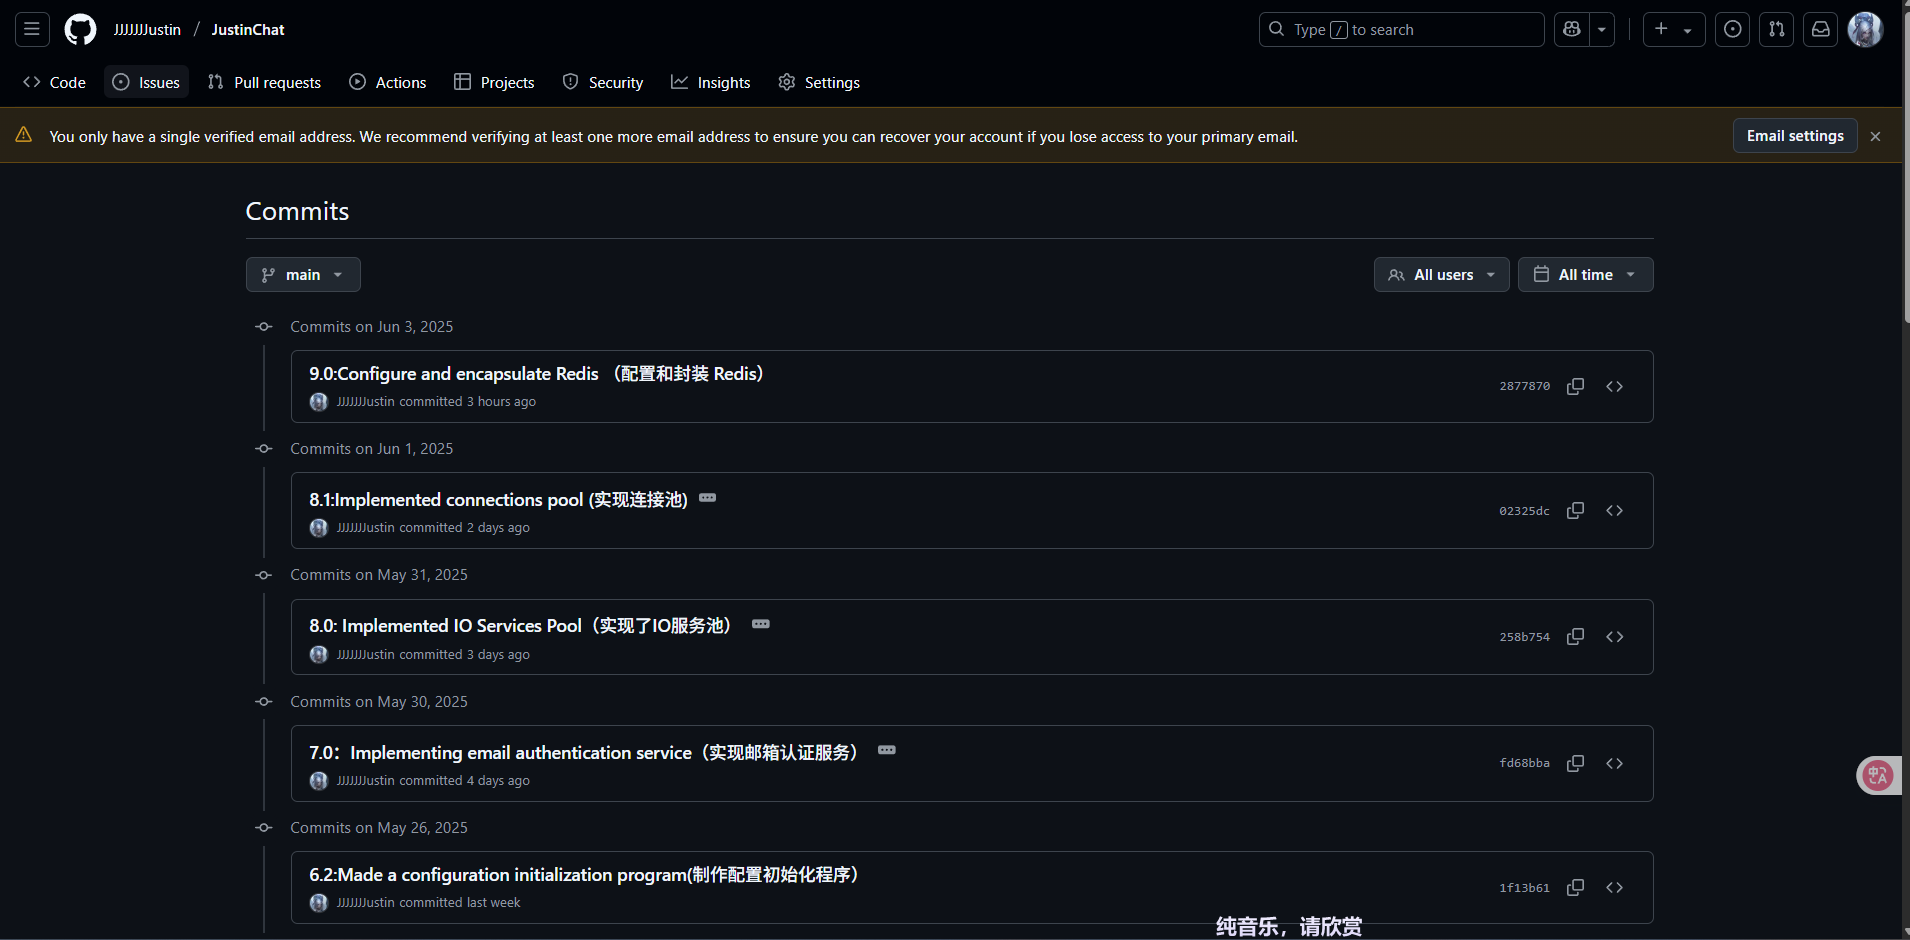 JJJJJJustin / JustinChat
Type / to search
Code Issues Pull requests Actions Projects Security Insights Settings
You only have a single verified email address. We recommend verifying at least one more email address to ensure you can recover your account if you lose access to your primary email.
Email settings
Commits
main
All users
All time
Commits on Jun 3, 2025
9.0:Configure and encapsulate Redis （配置和封装 Redis）
JJJJJJustin committed 3 hours ago
2877870
Commits on Jun 1, 2025
8.1:Implemented connections pool (实现连接池)
JJJJJJustin committed 2 days ago
02325dc
Commits on May 31, 2025
8.0: Implemented IO Services Pool（实现了IO服务池）
JJJJJJustin committed 3 days ago
258b754
Commits on May 30, 2025
7.0：Implementing email authentication service（实现邮箱认证服务）
JJJJJJustin committed 4 days ago
fd68bba
中A
Commits on May 26, 2025
6.2:Made a configuration initialization program(制作配置初始化程序）
JJJJJJustin committed last week
1f13b61
纯音乐，请欣赏